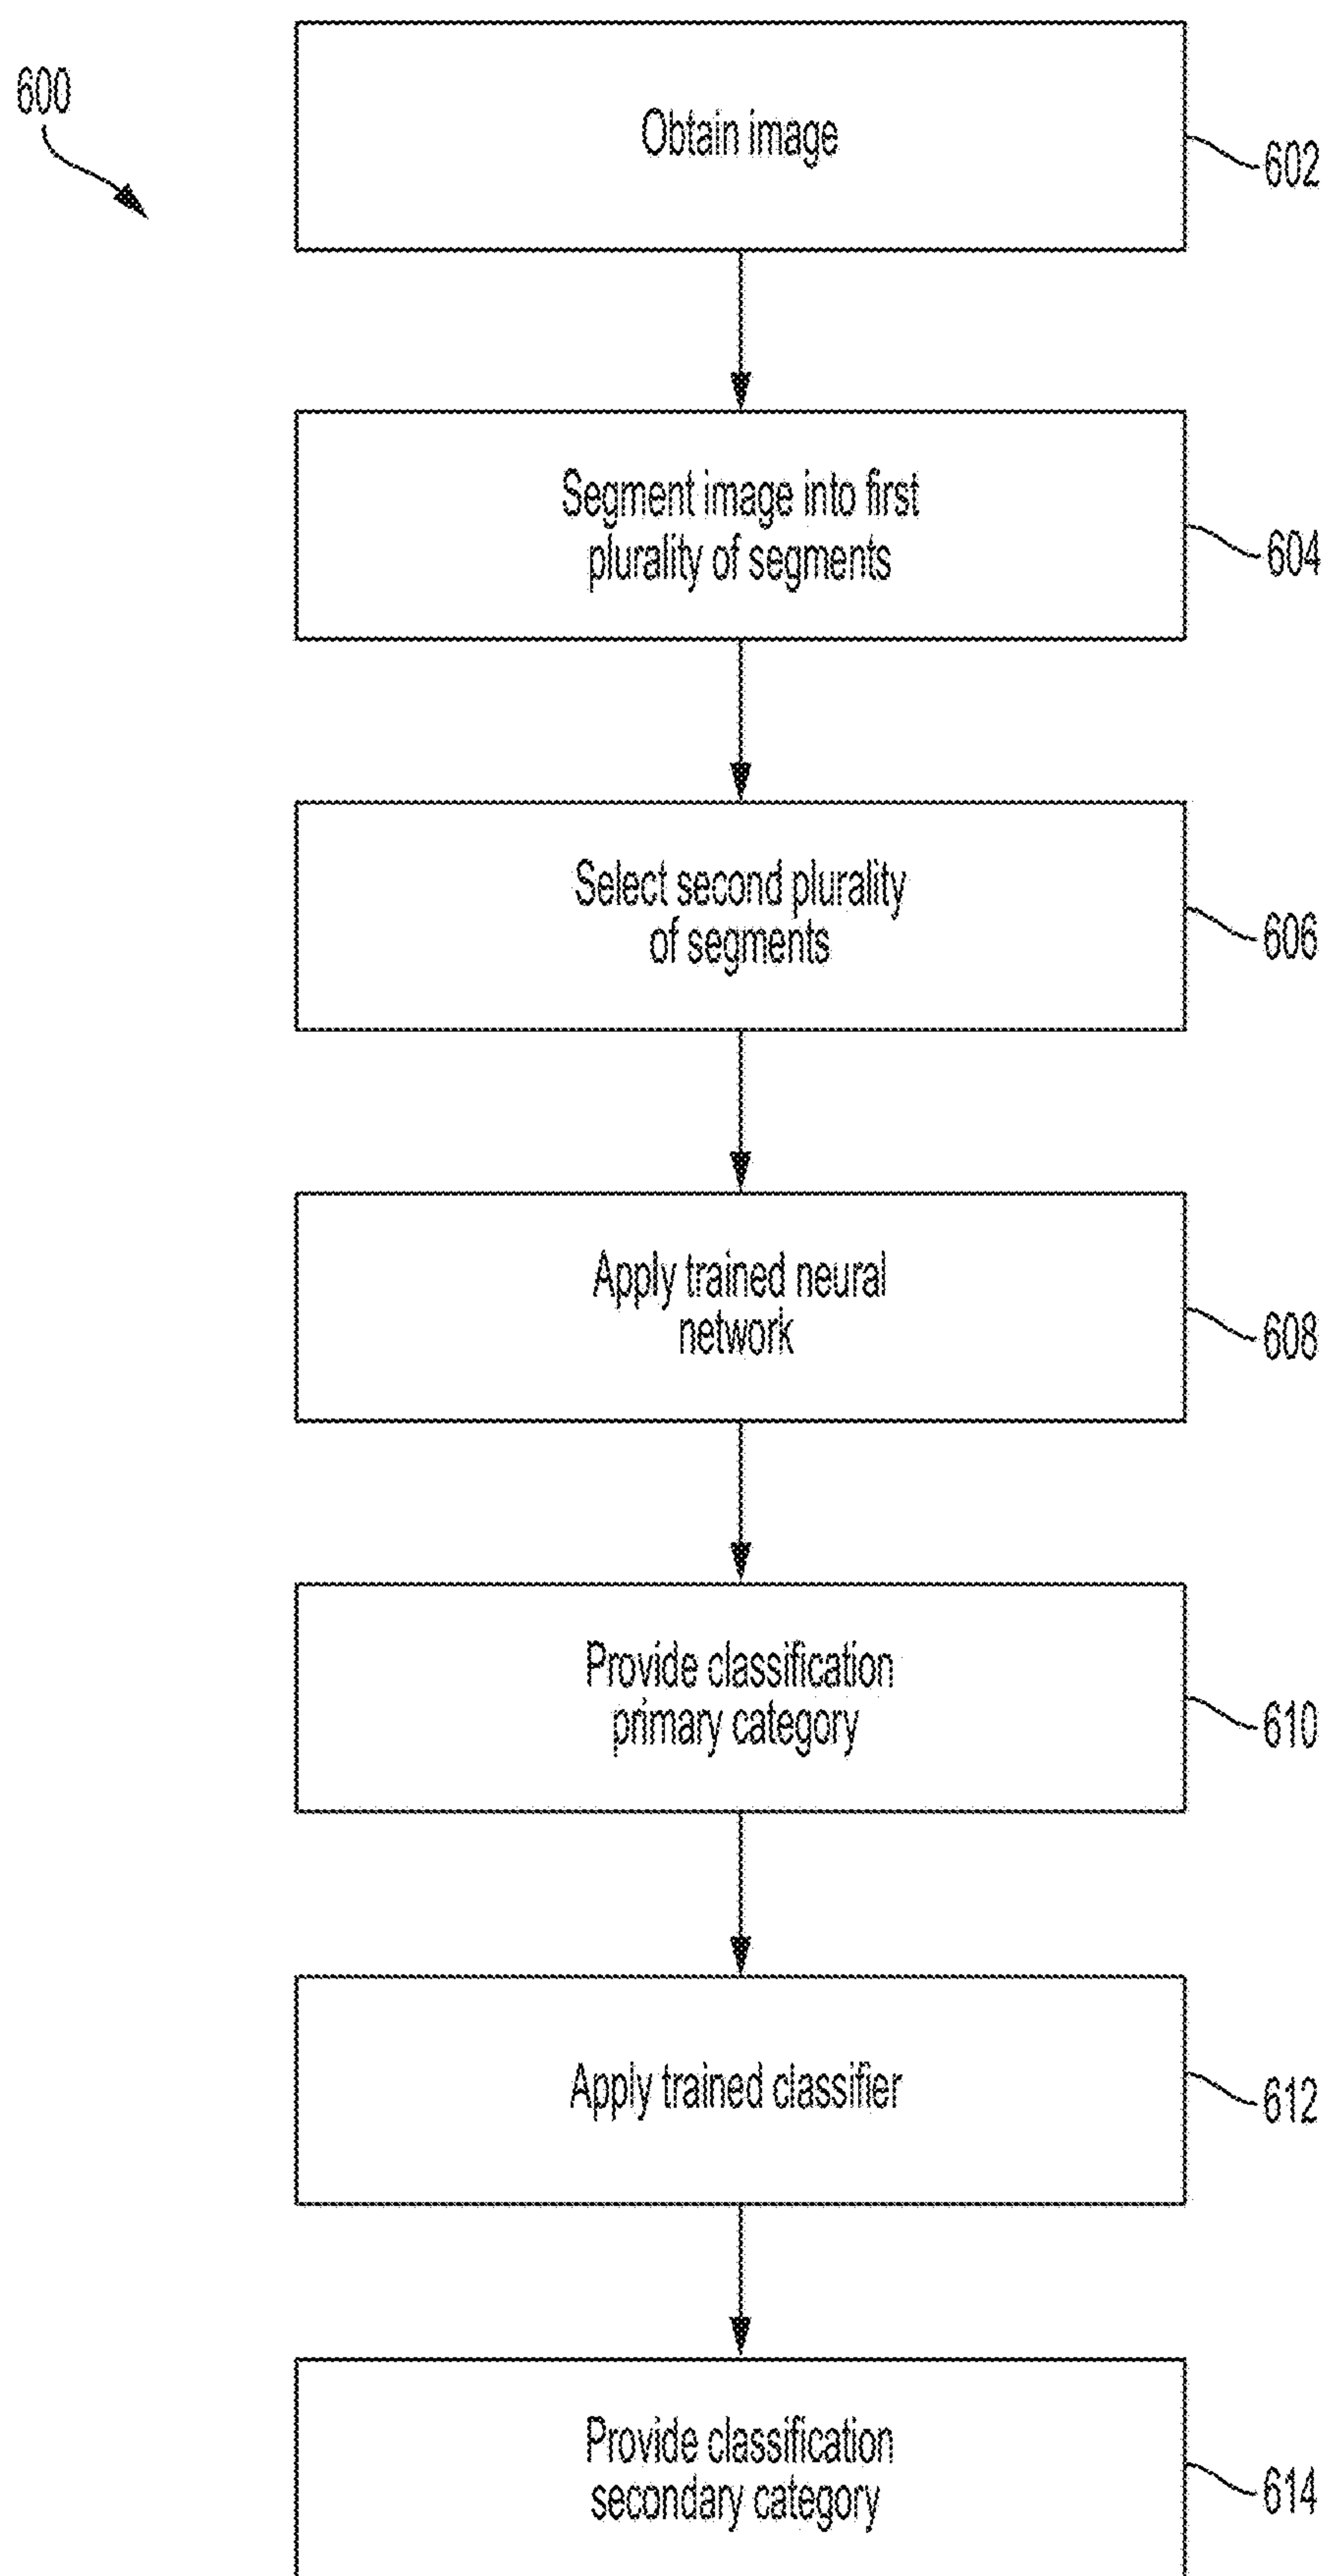 600
Obtain image
602
Segment image into first
plurality of segments
604
Select second plurality
of segments
606
Apply trained neural
network
608
Provide classification
primary category
610
Apply trained classifier
612
Provide classification
secondary category
614